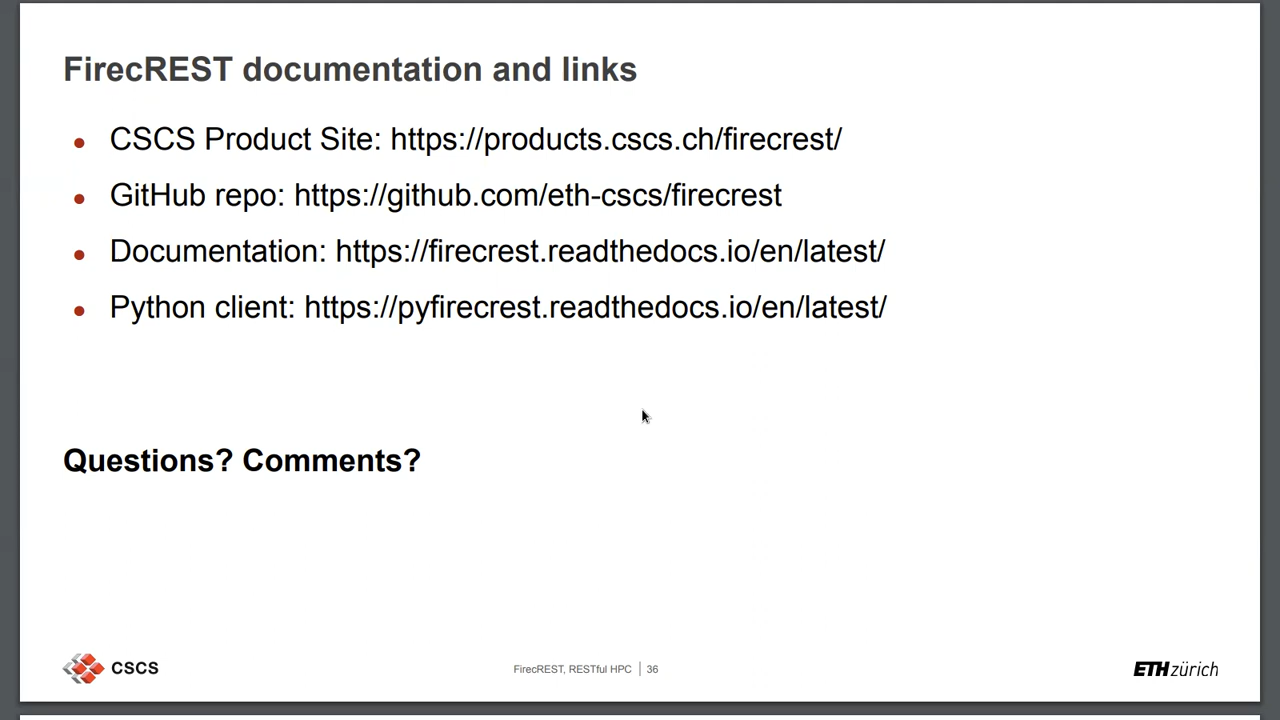 FirecREST documentation and links
• CSCS Product Site: https://products.cscs.ch/firecrest/
• GitHub repo: https://github.com/eth-cscs/firecrest
• Documentation: https://firecrest.readthedocs.io/en/latest/
• Python client: https://pyfirecrest.readthedocs.io/en/latest/
Questions? Comments?
CSCS
FirecREST, RESTful HPC | 36
ETH zürich